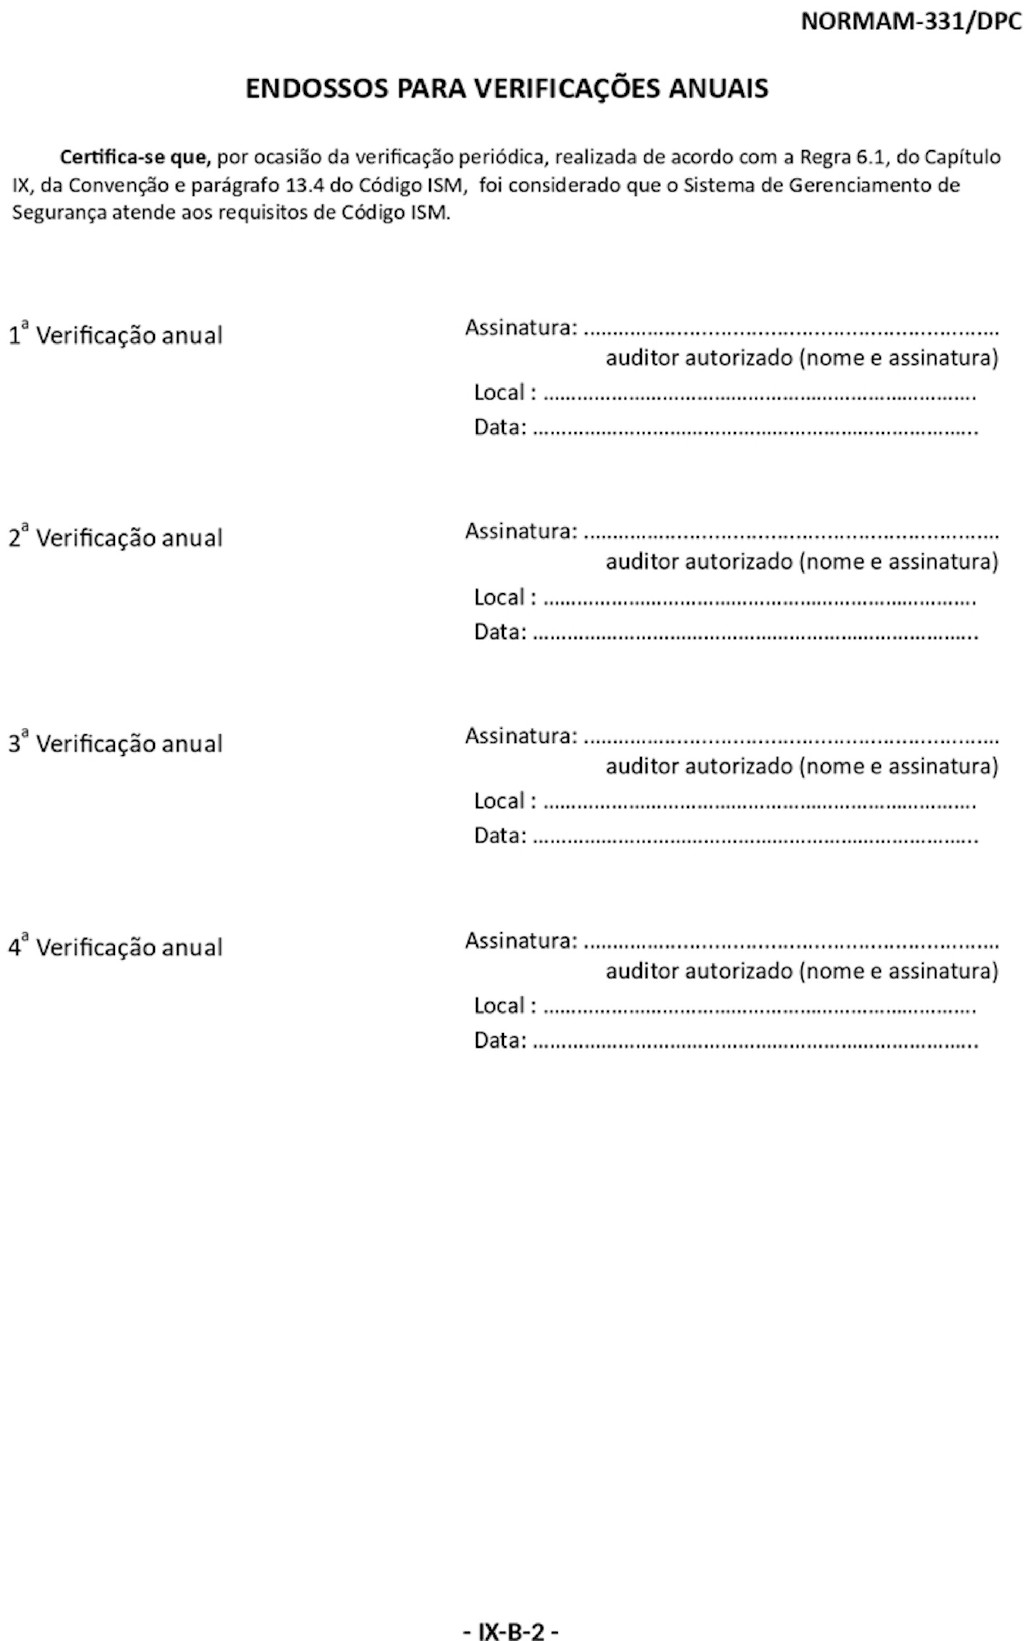 NORMAM-331/DPC
ENDOSSOS PARA VERIFICAÇÕES ANUAIS
Certifica-se que, por ocasião da verificação periódica, realizada de acordo com a Regra 6.1, do Capítulo
IX, da Convenção e parágrafo 13.4 do Código ISM, foi considerado que o Sistema de Gerenciamento de
Segurança atende aos requisitos de Código ISM.
1ª Verificação anual
Assinatura: ........................................................................
auditor autorizado (nome e assinatura)
Local : ...........................................................................
Data: .............................................................................
2ª Verificação anual
Assinatura: ........................................................................
auditor autorizado (nome e assinatura)
Local : ...........................................................................
Data: .............................................................................
3ª Verificação anual
Assinatura: ........................................................................
auditor autorizado (nome e assinatura)
Local : ...........................................................................
Data: .............................................................................
4ª Verificação anual
Assinatura: ........................................................................
auditor autorizado (nome e assinatura)
Local : ...........................................................................
Data: .............................................................................
- IX-B-2 -